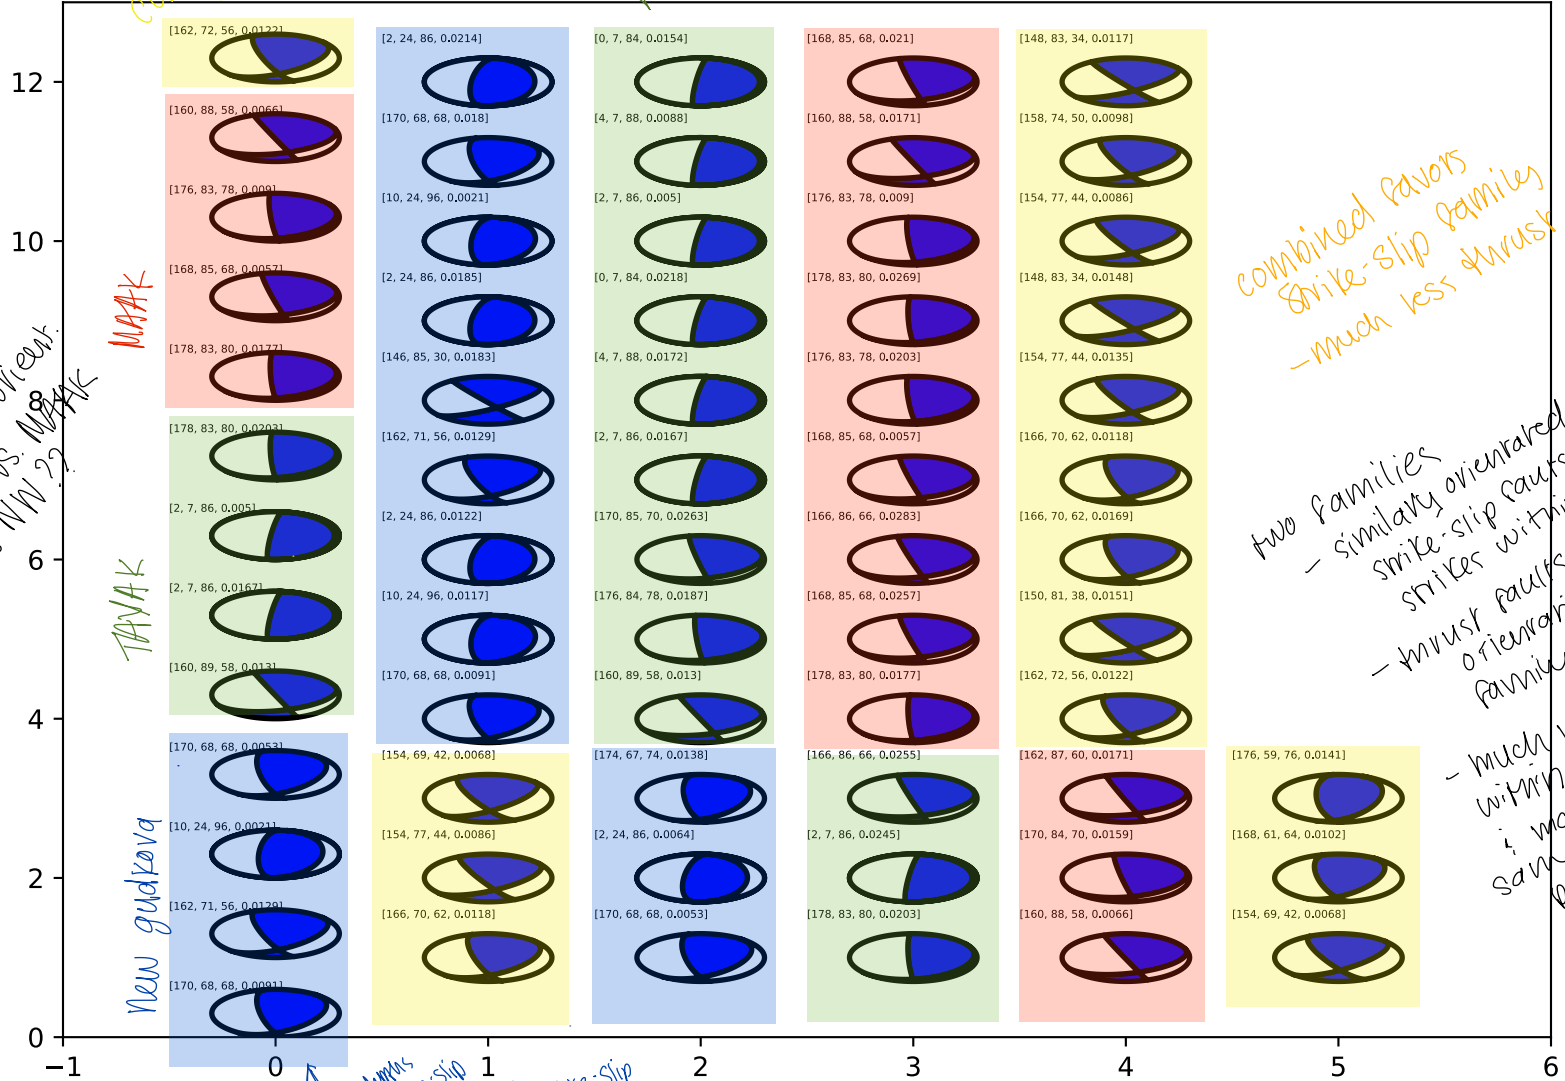 [162, 72, 56, 0.0122]
[160, 88, 58, 0.0066]
[176, 83, 78, 0.009]
[168, 85, 68, 0.0057]
[178, 83, 80, 0.0177]
[178, 83, 80, 0.0203]
[2, 7, 86, 0.005]
[2, 7, 86, 0.0167]
[160, 89, 58, 0.013]
[170, 68, 68, 0.0053]
[10, 24, 96, 0.0021]
[162, 71, 56, 0.0129]
[170, 68, 68, 0.0091]
[2, 24, 86, 0.0214]
[170, 68, 68, 0.018]
[10, 24, 96, 0.0021]
[2, 24, 86, 0.0185]
[146, 85, 30, 0.0183]
[162, 71, 56, 0.0129]
[2, 24, 86, 0.0122]
[10, 24, 96, 0.0117]
[170, 68, 68, 0.0091]
[154, 69, 42, 0.0068]
[154, 77, 44, 0.0086]
[166, 70, 62, 0.0118]
[0, 7, 84, 0.0154]
[4, 7, 88, 0.0088]
[2, 7, 86, 0.005]
[0, 7, 84, 0.0218]
[4, 7, 88, 0.0172]
[2, 7, 86, 0.0167]
[170, 85, 70, 0.0263]
[176, 84, 78, 0.0187]
[160, 89, 58, 0.013]
[174, 67, 74, 0.0138]
[2, 24, 86, 0.0064]
[170, 68, 68, 0.0053]
[168, 85, 68, 0.021]
[160, 88, 58, 0.0171]
[176, 83, 78, 0.009]
[178, 83, 80, 0.0269]
[176, 83, 78, 0.0203]
[168, 85, 68, 0.0057]
[166, 86, 66, 0.0283]
[168, 85, 68, 0.0257]
[178, 83, 80, 0.0177]
[166, 86, 66, 0.0255]
[2, 7, 86, 0.0245]
[178, 83, 80, 0.0203]
[148, 83, 34, 0.0117]
[158, 74, 50, 0.0098]
[154, 77, 44, 0.0086]
[148, 83, 34, 0.0148]
[154, 77, 44, 0.0135]
[166, 70, 62, 0.0118]
[166, 70, 62, 0.0169]
[150, 81, 38, 0.0151]
[162, 72, 56, 0.0122]
[162, 87, 60, 0.0171]
[170, 84, 70, 0.0159]
[160, 88, 58, 0.0066]
[176, 59, 76, 0.0141]
[168, 61, 64, 0.0102]
[154, 69, 42, 0.0068]
12
10
8
6
4
2
0
-1
0
1
2
3
4
5
6
MAAK
TAVAK
new gudkova
vs. MAAK
NW ??
combined favors
strike-slip families
- much less thrust
two families
- similarly orientated
strike-slip faults
strikes within
- thrust faults
- much
within